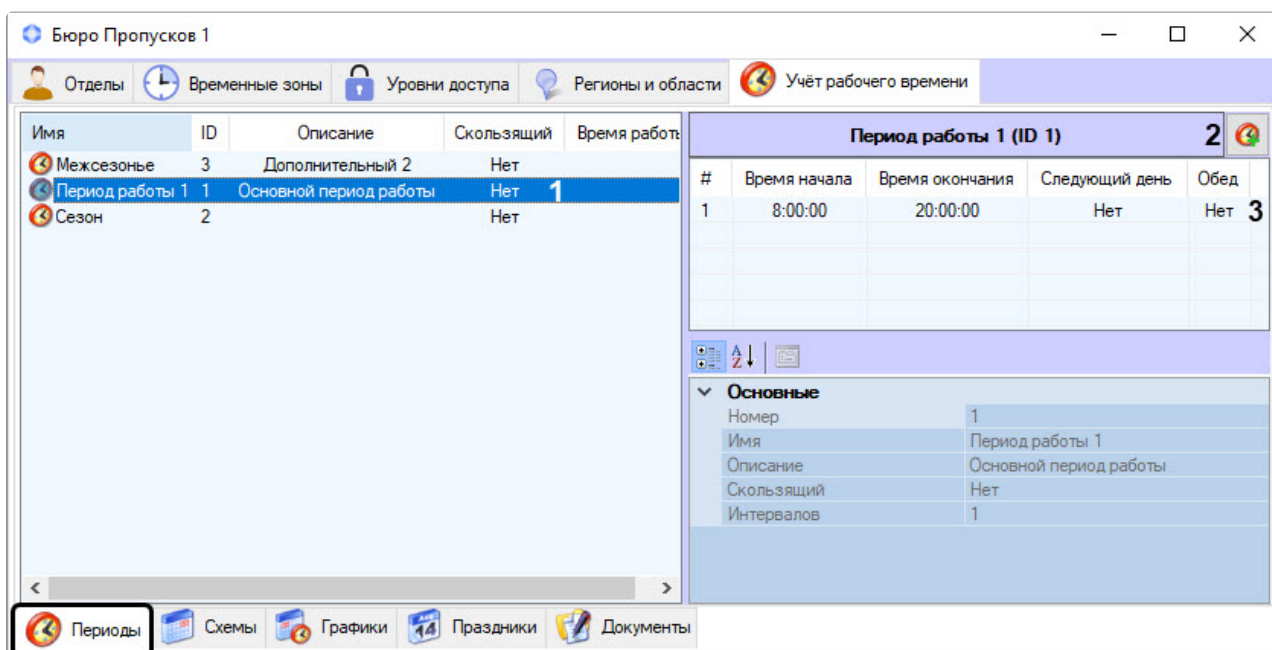 Бюро Пропусков 1
Отделы Временные зоны Уровни доступа Регионы и области Учёт рабочего времени
Имя ID Описание Скользящий Время работ
Межсезонье 3 Дополнительный 2 Нет
Период работы 1 1 Основной период работы Нет 1
Сезон 2 Нет
Период работы 1 (ID 1) 2
# Время начала Время окончания Следующий день Обед
1 8:00:00 20:00:00 Нет Нет 3
Основные
Номер 1
Имя Период работы 1
Описание Основной период работы
Скользящий Нет
Интервалов 1
Периоды Схемы Графики 14 Праздники Документы